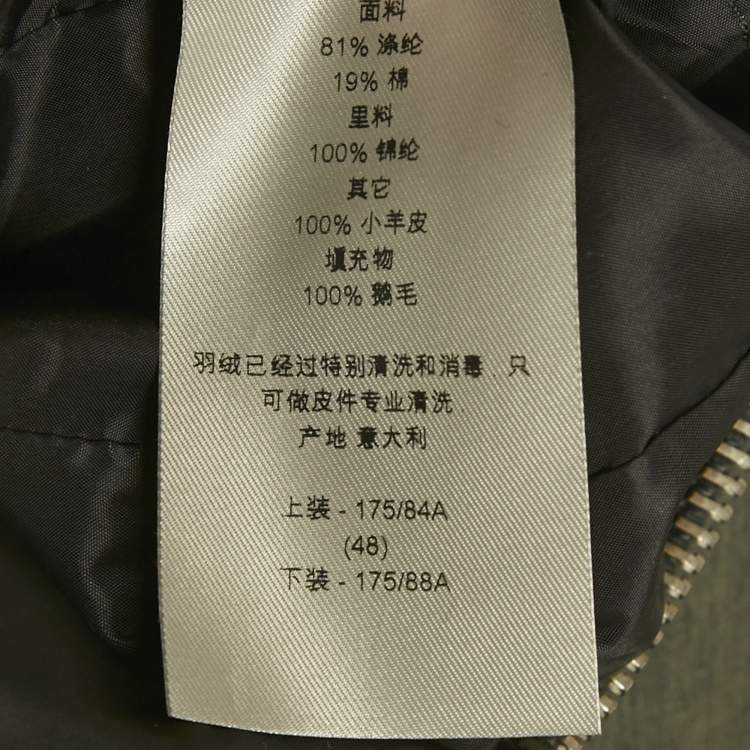 面料
81% 涤纶
19% 棉
里料
100% 锦纶
其它
100% 小羊皮
填充物
100% 鹅毛
羽绒已经过特别清洗和消毒. 只
可做皮件专业清洗.
产地 意大利
上装 - 175/84A
(48)
下装 - 175/88A